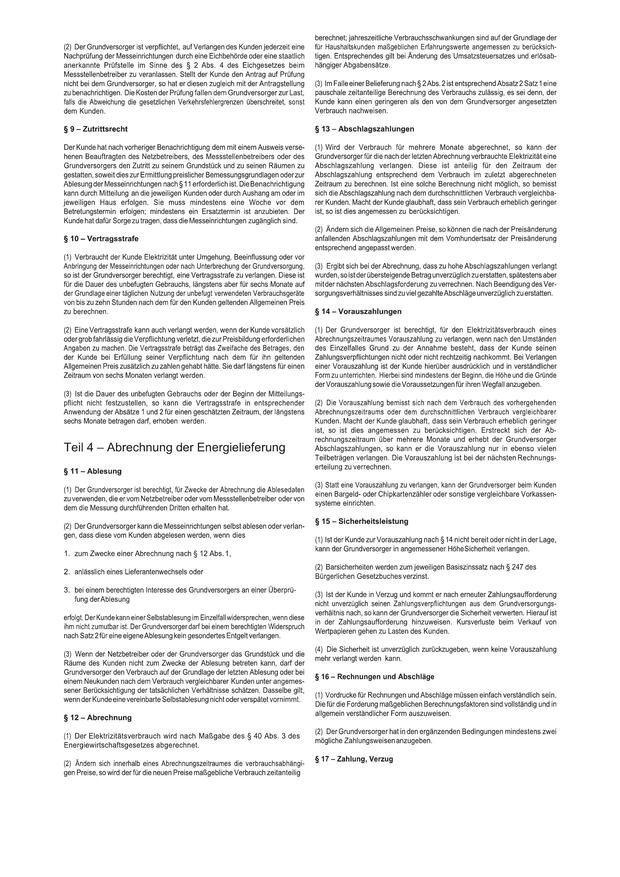 (2) Der Grundversorger ist verpflichtet, auf Verlangen des Kunden jederzeit eine
Nachprüfung der Messeinrichtungen durch eine Eichbehörde oder eine staatlich
anerkannte Prüfstelle im Sinne des § 2 Abs. 4 des Eichgesetzes beim
Messstellenbetreiber zu veranlassen. Stellt der Kunde den Antrag auf Prüfung
nicht bei dem Grundversorger, so hat er diesen zugleich mit der Antragstellung
zu benachrichtigen. Die Kosten der Prüfung fallen dem Grundversorger zur Last,
falls die Abweichung die gesetzlichen Verkehrsfehlergrenzen überschreitet, sonst
dem Kunden.
§ 9 – Zutrittsrecht
Der Kunde hat nach vorheriger Benachrichtigung dem mit einem Ausweis verse-
henen Beauftragten des Netzbetreibers, des Messstellenbetreibers oder des
Grundversorgers den Zutritt zu seinem Grundstück und zu seinen Räumen zu
gestatten, soweit dies zur Ermittlung preislicher Bemessungsgrundlagen oder zur
Ablesung der Messeinrichtungen nach § 11 erforderlich ist. Die Benachrichtigung
kann durch Mitteilung an die jeweiligen Kunden oder durch Aushang am oder im
jeweiligen Haus erfolgen. Sie muss mindestens eine Woche vor dem
Betretungstermin erfolgen; mindestens ein Ersatztermin ist anzubieten. Der
Kunde hat dafür Sorge zu tragen, dass die Messeinrichtungen zugänglich sind.
§ 10 – Vertragsstrafe
(1) Verbraucht der Kunde Elektrizität unter Umgehung, Beeinflussung oder vor
Anbringung der Messeinrichtungen oder nach Unterbrechung der Grundversorgung,
so ist der Grundversorger berechtigt, eine Vertragsstrafe zu verlangen. Diese ist
für die Dauer des unbefugten Gebrauchs, längstens aber für sechs Monate auf
der Grundlage einer täglichen Nutzung der unbefugt verwendeten Verbrauchsgeräte
von bis zu zehn Stunden nach dem für den Kunden geltenden Allgemeinen Preis
zu berechnen.
(2) Eine Vertragsstrafe kann auch verlangt werden, wenn der Kunde vorsätzlich
oder grob fahrlässig die Verpflichtung verletzt, die zur Preisbildung erforderlichen
Angaben zu machen. Die Vertragsstrafe beträgt das Zweifache des Betrages, den
der Kunde bei Erfüllung seiner Verpflichtung nach dem für ihn geltenden
Allgemeinen Preis zusätzlich zu zahlen gehabt hätte. Sie darf längstens für einen
Zeitraum von sechs Monaten verlangt werden.
(3) Ist die Dauer des unbefugten Gebrauchs oder der Beginn der Mitteilungs-
pflicht nicht festzustellen, so kann die Vertragsstrafe in entsprechender
Anwendung der Absätze 1 und 2 für einen geschätzten Zeitraum, der längstens
sechs Monate betragen darf, erhoben werden.
Teil 4 – Abrechnung der Energielieferung
§ 11 – Ablesung
(1) Der Grundversorger ist berechtigt, für Zwecke der Abrechnung die Ablesedaten
zu verwenden, die er vom Netzbetreiber oder vom Messstellenbetreiber oder von
dem die Messung durchführenden Dritten erhalten hat.
(2) Der Grundversorger kann die Messeinrichtungen selbst ablesen oder verlan-
gen, dass diese vom Kunden abgelesen werden, wenn dies
1. zum Zwecke einer Abrechnung nach § 12 Abs. 1,
2. anlässlich eines Lieferantenwechsels oder
3. bei einem berechtigten Interesse des Grundversorgers an einer Überprü-
fung der Ablesung
erfolgt. Der Kunde kann einer Selbstablesung im Einzelfall widersprechen, wenn diese
ihm nicht zumutbar ist. Der Grundversorger darf bei einem berechtigten Widerspruch
nach Satz 2 für eine eigene Ablesung kein gesondertes Entgelt verlangen.
(3) Wenn der Netzbetreiber oder der Grundversorger das Grundstück und die
Räume des Kunden nicht zum Zwecke der Ablesung betreten kann, darf der
Grundversorger den Verbrauch auf der Grundlage der letzten Ablesung oder bei
einem Neukunden nach dem Verbrauch vergleichbarer Kunden unter angemes-
sener Berücksichtigung der tatsächlichen Verhältnisse schätzen. Dasselbe gilt,
wenn der Kunde eine vereinbarte Selbstablesung nicht oder verspätet vornimmt.
§ 12 – Abrechnung
(1) Der Elektrizitätsverbrauch wird nach Maßgabe des § 40 Abs. 3 des
Energiewirtschaftsgesetzes abgerechnet.
(2) Ändern sich innerhalb eines Abrechnungszeitraumes die verbrauchsabhängi-
gen Preise, so wird der für die neuen Preise maßgebliche Verbrauch zeitanteilig
berechnet; jahreszeitliche Verbrauchsschwankungen sind auf der Grundlage der
für Haushaltskunden maßgeblichen Erfahrungswerte angemessen zu berücksich-
tigen. Entsprechendes gilt bei Änderung des Umsatzsteuersatzes und erlösab-
hängiger Abgabensätze.
(3) Im Falle einer Belieferung nach § 2 Abs. 2 ist entsprechend Absatz 2 Satz 1 eine
pauschale zeitanteilige Berechnung des Verbrauchs zulässig, es sei denn, der
Kunde kann einen geringeren als den von dem Grundversorger angesetzten
Verbrauch nachweisen.
§ 13 – Abschlagszahlungen
(1) Wird der Verbrauch für mehrere Monate abgerechnet, so kann der
Grundversorger für die nach der letzten Abrechnung verbrauchte Elektrizität eine
Abschlagszahlung verlangen. Diese ist anteilig für den Zeitraum der
Abschlagszahlung entsprechend dem Verbrauch im zuletzt abgerechneten
Zeitraum zu berechnen. Ist eine solche Berechnung nicht möglich, so bemisst
sich die Abschlagszahlung nach dem durchschnittlichen Verbrauch vergleichba-
rer Kunden. Macht der Kunde glaubhaft, dass sein Verbrauch erheblich geringer
ist, so ist dies angemessen zu berücksichtigen.
(2) Ändern sich die Allgemeinen Preise, so können die nach der Preisänderung
anfallenden Abschlagszahlungen mit dem Vomhundertsatz der Preisänderung
entsprechend angepasst werden.
(3) Ergibt sich bei der Abrechnung, dass zu hohe Abschlagszahlungen verlangt
wurden, so ist der übersteigende Betrag unverzüglich zu erstatten, spätestens aber
mit der nächsten Abschlagsforderung zu verrechnen. Nach Beendigung des Ver-
sorgungsverhältnisses sind zu viel gezahlte Abschläge unverzüglich zu erstatten.
§ 14 – Vorauszahlungen
(1) Der Grundversorger ist berechtigt, für den Elektrizitätsverbrauch eines
Abrechnungszeitraumes Vorauszahlung zu verlangen, wenn nach den Umständen
des Einzelfalles Grund zu der Annahme besteht, dass der Kunde seinen
Zahlungsverpflichtungen nicht oder nicht rechtzeitig nachkommt. Bei Verlangen
einer Vorauszahlung ist der Kunde hierüber ausdrücklich und in verständlicher
Form zu unterrichten. Hierbei sind mindestens der Beginn, die Höhe und die Gründe
der Vorauszahlung sowie die Voraussetzungen für ihren Wegfall anzugeben.
(2) Die Vorauszahlung bemisst sich nach dem Verbrauch des vorhergehenden
Abrechnungszeitraums oder dem durchschnittlichen Verbrauch vergleichbarer
Kunden. Macht der Kunde glaubhaft, dass sein Verbrauch erheblich geringer
ist, so ist dies angemessen zu berücksichtigen. Erstreckt sich der Ab-
rechnungszeitraum über mehrere Monate und erhebt der Grundversorger
Abschlagszahlungen, so kann er die Vorauszahlung nur in ebenso vielen
Teilbeträgen verlangen. Die Vorauszahlung ist bei der nächsten Rechnungs-
erteilung zu verrechnen.
(3) Statt eine Vorauszahlung zu verlangen, kann der Grundversorger beim Kunden
einen Bargeld- oder Chipkartenzähler oder sonstige vergleichbare Vorkassen-
systeme einrichten.
§ 15 – Sicherheitsleistung
(1) Ist der Kunde zur Vorauszahlung nach § 14 nicht bereit oder nicht in der Lage,
kann der Grundversorger in angemessener Höhe Sicherheit verlangen.
(2) Barsicherheiten werden zum jeweiligen Basiszinssatz nach § 247 des
Bürgerlichen Gesetzbuches verzinst.
(3) Ist der Kunde in Verzug und kommt er nach erneuter Zahlungsaufforderung
nicht unverzüglich seinen Zahlungsverpflichtungen aus dem Grundversorgungs-
verhältnis nach, so kann der Grundversorger die Sicherheit verwerten. Hierauf ist
in der Zahlungsaufforderung hinzuweisen. Kursverluste beim Verkauf von
Wertpapieren gehen zu Lasten des Kunden.
(4) Die Sicherheit ist unverzüglich zurückzugeben, wenn keine Vorauszahlung
mehr verlangt werden kann.
§ 16 – Rechnungen und Abschläge
(1) Vordrucke für Rechnungen und Abschläge müssen einfach verständlich sein.
Die für die Forderung maßgeblichen Berechnungsfaktoren sind vollständig und in
allgemein verständlicher Form auszuweisen.
(2) Der Grundversorger hat in den ergänzenden Bedingungen mindestens zwei
mögliche Zahlungsweisen anzugeben.
§ 17 – Zahlung, Verzug